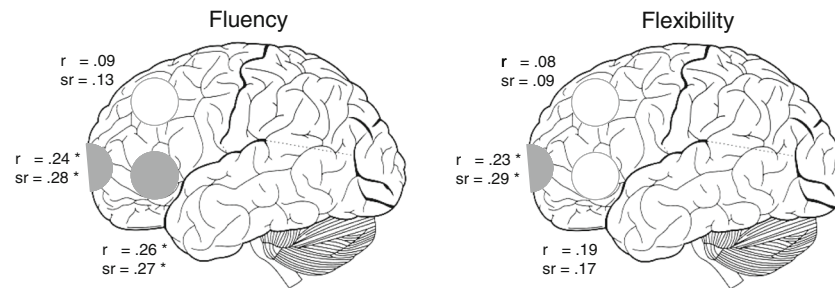 Fluency
r = .09
sr = .13
r = .24 *
sr = .28 *
r = .26 *
sr = .27 *
Flexibility
r = .08
sr = .09
r = .23 *
sr = .29 *
r = .19
sr = .17